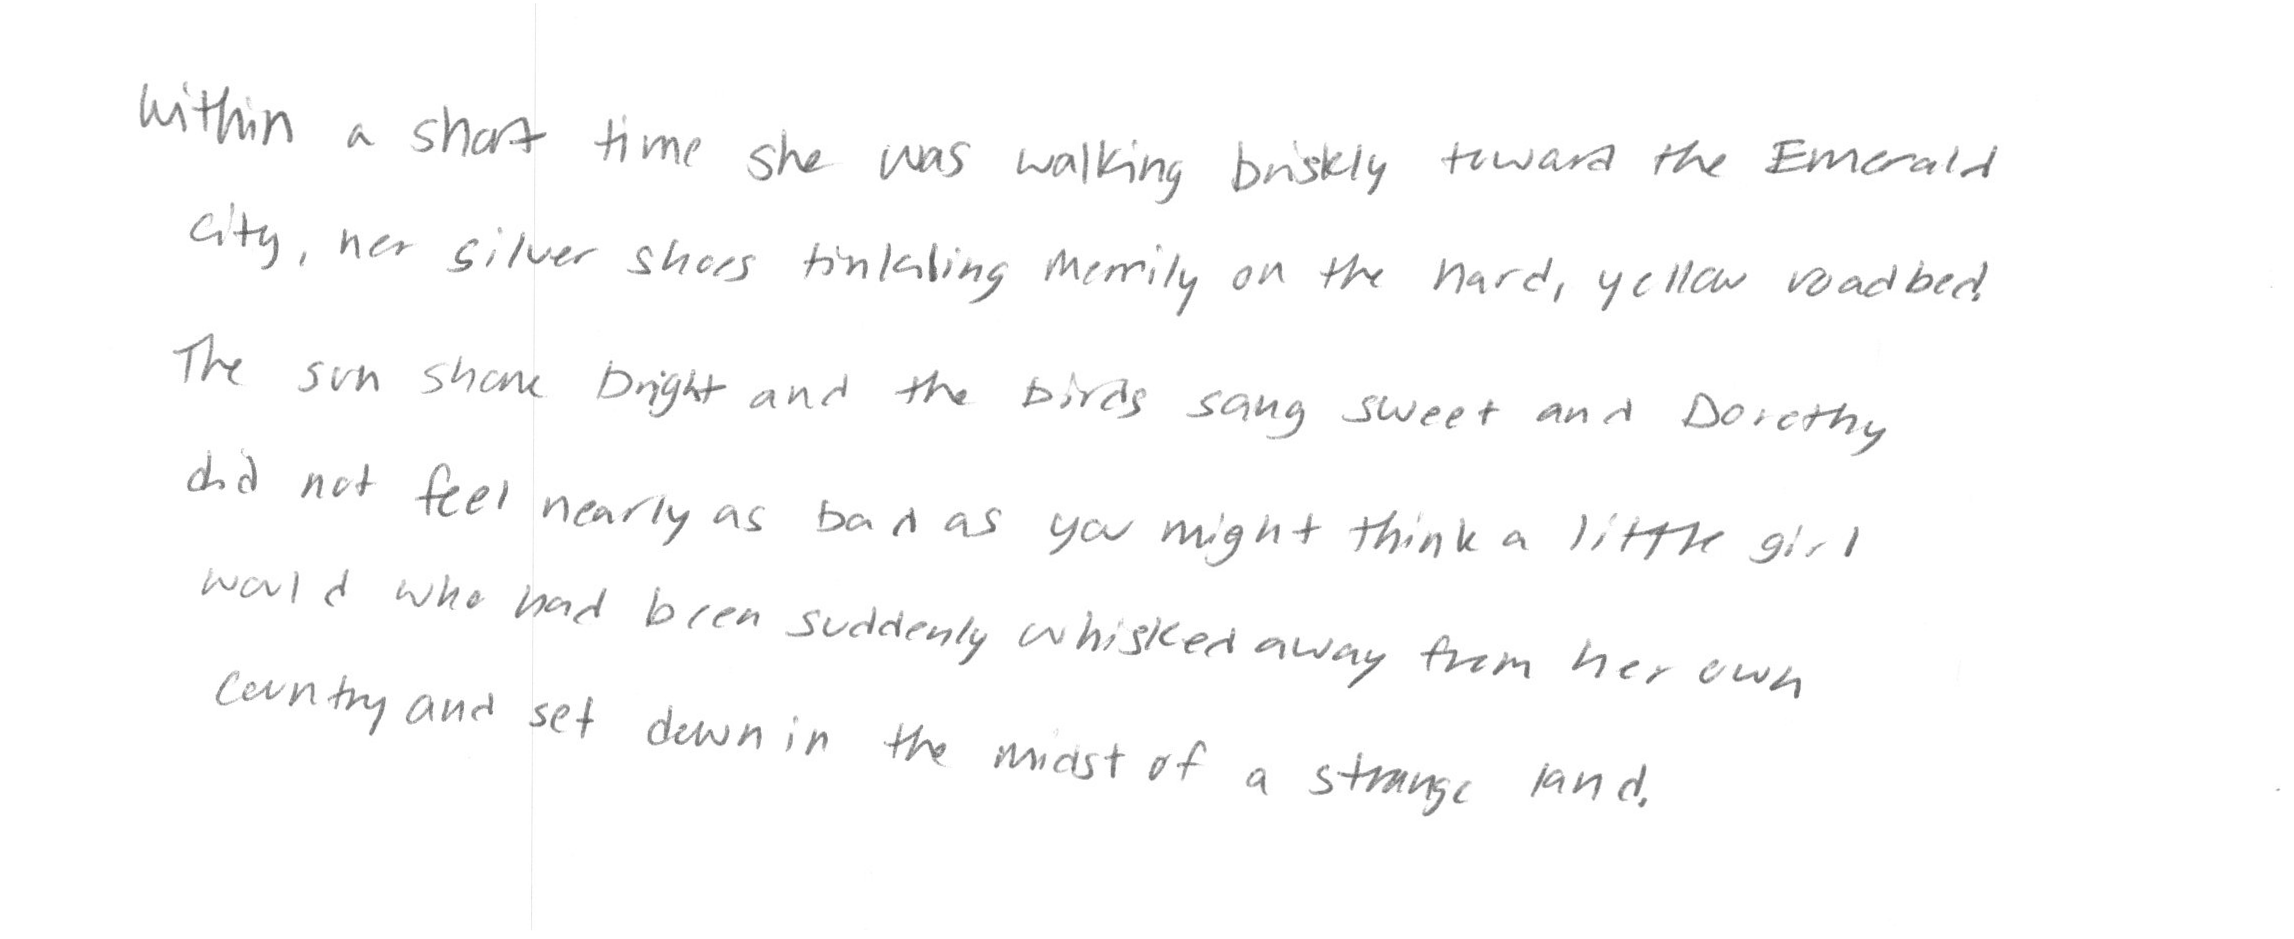 Within a short time she was walking briskly toward the Emerald
City, her silver shoes tinkling merrily on the hard, yellow roadbed.
The sun shone bright and the birds sang sweet and Dorothy
did not feel nearly as bad as you might think a little girl
would who had been suddenly whisked away from her own
country and set down in the midst of a strange land.